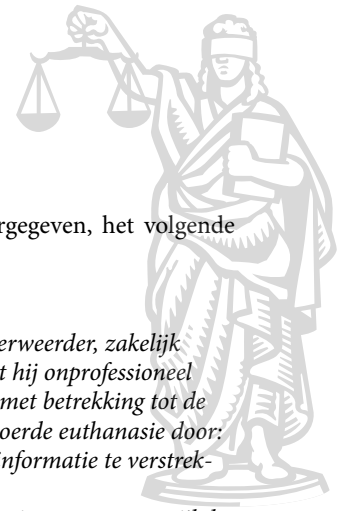 rgegeven, het volgende
erweerder, zakelijk
t hij onprofessioneel
met betrekking tot de
oerde euthanasie door:
informatie te verstrek-